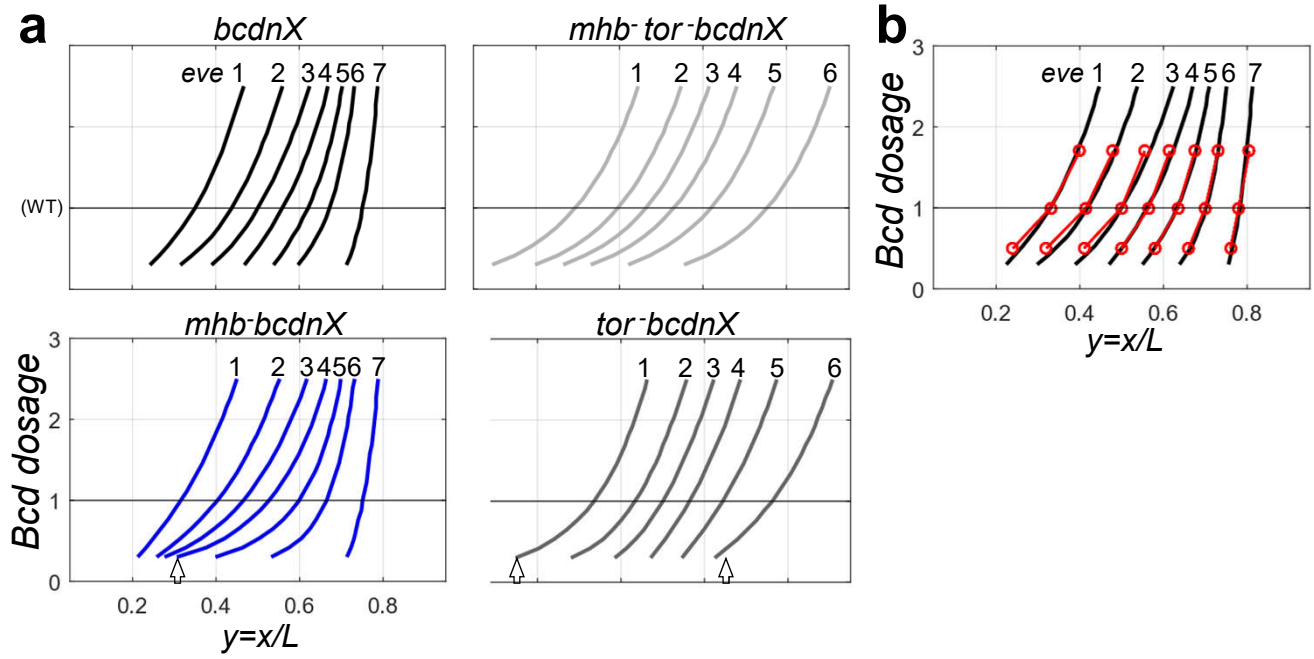 a
bcdnX
eve 1 2 3 4 5 6 7
(WT)
mhb- tor-bcdnX
1 2 3 4 5 6
b
3
2
1
0
Bcd dosage
eve 1 2 3 4 5 6 7
0.2 0.4 0.6 0.8
y=x/L
mhb-bcdnX
3
2
1
0
Bcd dosage
1 2 3 4 5 6 7
0.2 0.4 0.6 0.8
y=x/L
tor-bcdnX
1 2 3 4 5 6